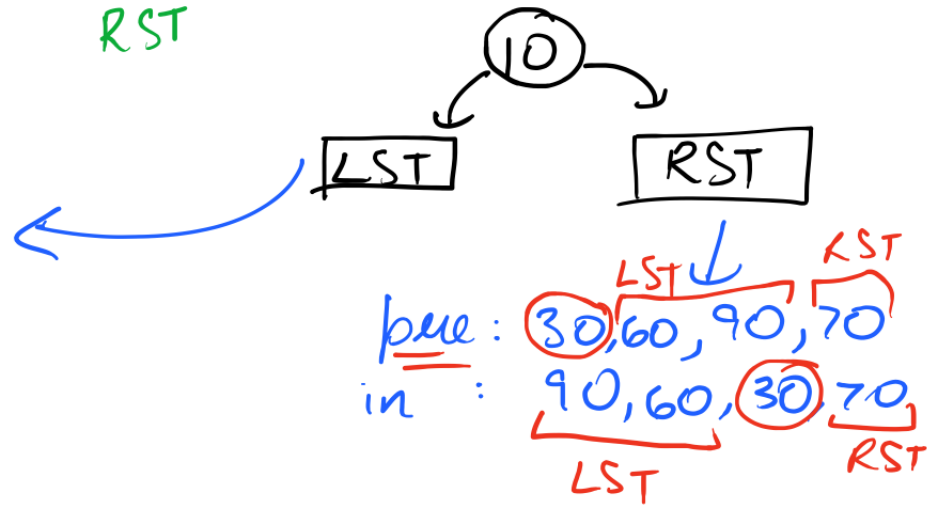 RST
10
LST
RST
LST RST
pre: 30, 60, 90, 70
in : 90, 60, 30, 70
LST RST